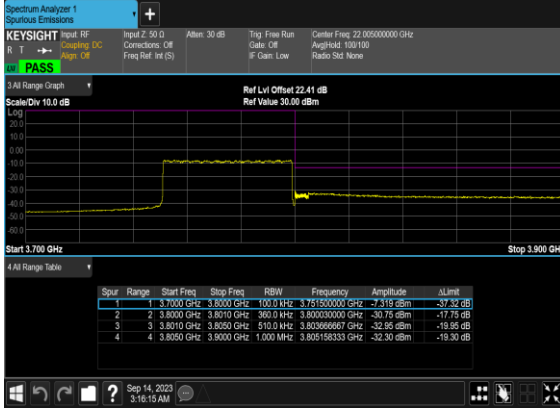 Spectrum Analyzer 1
Spurious Emissions
+
KEYSIGHT Input: RF Input Z: 50 Ω Atten: 30 dB Trig: Free Run Center Freq: 22.005000000 GHz
R T Coupling: DC Corrections: Off Gate: Off Avg|Hold: 100/100
Align: Off Freq Ref: Int (S) IF Gain: Low Radio Std: None
PASS
3 All Range Graph
Ref Lvl Offset 22.41 dB
Scale/Div 10.0 dB Ref Value 30.00 dBm
Log
20.0
10.0
0.00
-10.0
-20.0
-30.0
-40.0
-50.0
-60.0
Start 3.700 GHz Stop 3.900 GH
4 All Range Table
Spur Range Start Freq Stop Freq RBW Frequency Amplitude ΔLimit
1 1 3.7000 GHz 3.8000 GHz 100.0 kHz 3.751500000 GHz -7.319 dBm -37.32 dB
2 2 3.8000 GHz 3.8010 GHz 360.0 kHz 3.800030000 GHz -30.75 dBm -17.75 dB
3 3 3.8010 GHz 3.8050 GHz 510.0 kHz 3.803666667 GHz -32.95 dBm -19.95 dB
4 4 3.8050 GHz 3.9000 GHz 1.000 MHz 3.805158333 GHz -32.30 dBm -19.30 dB
? Sep 14, 2023
3:16:15 AM